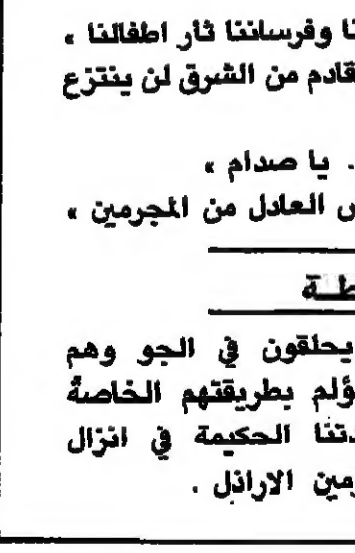 نا وفرساننا ثأر اطفالنا »
قادم من الشرق لن ينتزع
. يا صدام »
ص العادل من المجرمين »
طـة
يحلقون في الجو وهم
ؤلم بطريقتهم الخاصة
دتنا الحكيمة في انزال
رمين الاراذل .